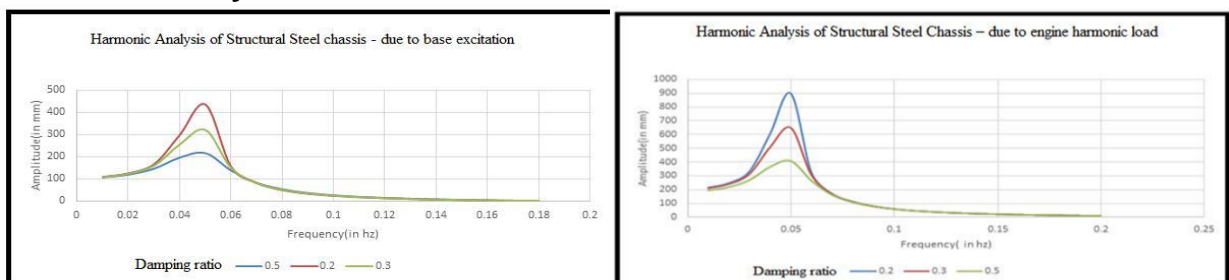 Harmonic Analysis of Structural Steel chassis - due to base excitation
500
400
300
200
100
0
Amplitude(in mm)
0 0.02 0.04 0.06 0.08 0.1 0.12 0.14 0.16 0.18 0.2
Frequency(in hz)
Damping ratio 0.5 0.2 0.3
Harmonic Analysis of Structural Steel Chassis – due to engine harmonic load
1000
900
800
700
600
500
400
300
200
100
0
Amplitude(in mm)
0 0.05 0.1 0.15 0.2 0.25
Frequency( in hz)
Damping ratio 0.2 0.3 0.5